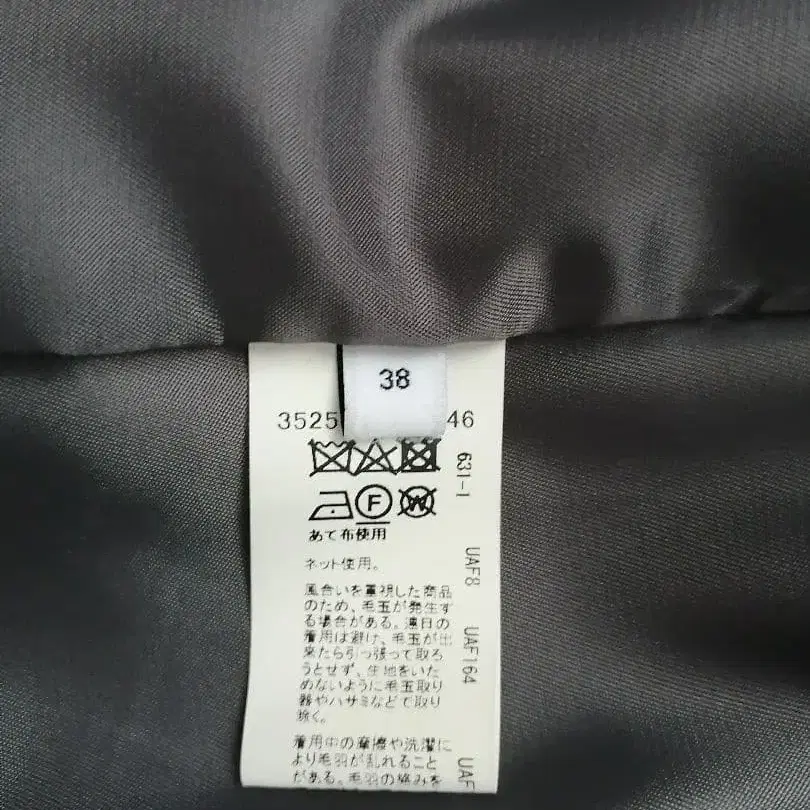 38
3525 46
631-1
F
W
あて布使用
ネット使用。
風合いを重視した商品
のため、毛玉が発生す
る場合がある。連日の
着用は避け、毛玉が出
来たら引っ張って取ろ
うとせず、生地をいた
めないように毛玉取り
器やハサミなどで取り
除く。
着用中の摩擦や洗濯に
より毛羽が乱れること
がある。毛羽の絡みを
UAF8
UAF164
UAF